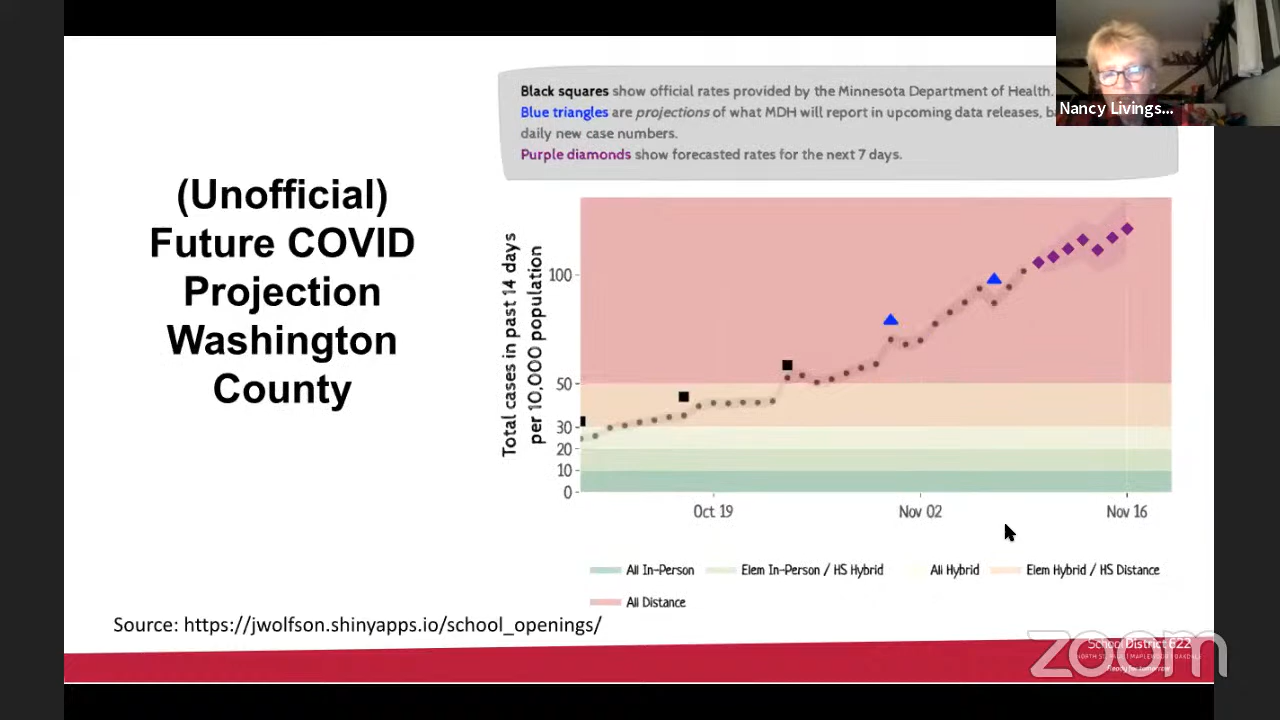 Black squares show official rates provided by the Minnesota Department of Health.
Blue triangles are projections of what MDH will report in upcoming data releases,
daily new case numbers.
Purple diamonds show forecasted rates for the next 7 days.
Nancy Livings...
(Unofficial)
Future COVID
Projection
Washington
County
Total cases in past 14 days
per 10,000 population
100
50
30
20
10
0
Oct 19
Nov 02
Nov 16
All In-Person
Elem In-Person / HS Hybrid
All Hybrid
Elem Hybrid / HS Distance
All Distance
Source: https://jwolfson.shinyapps.io/school_openings/
School District 622
zoom